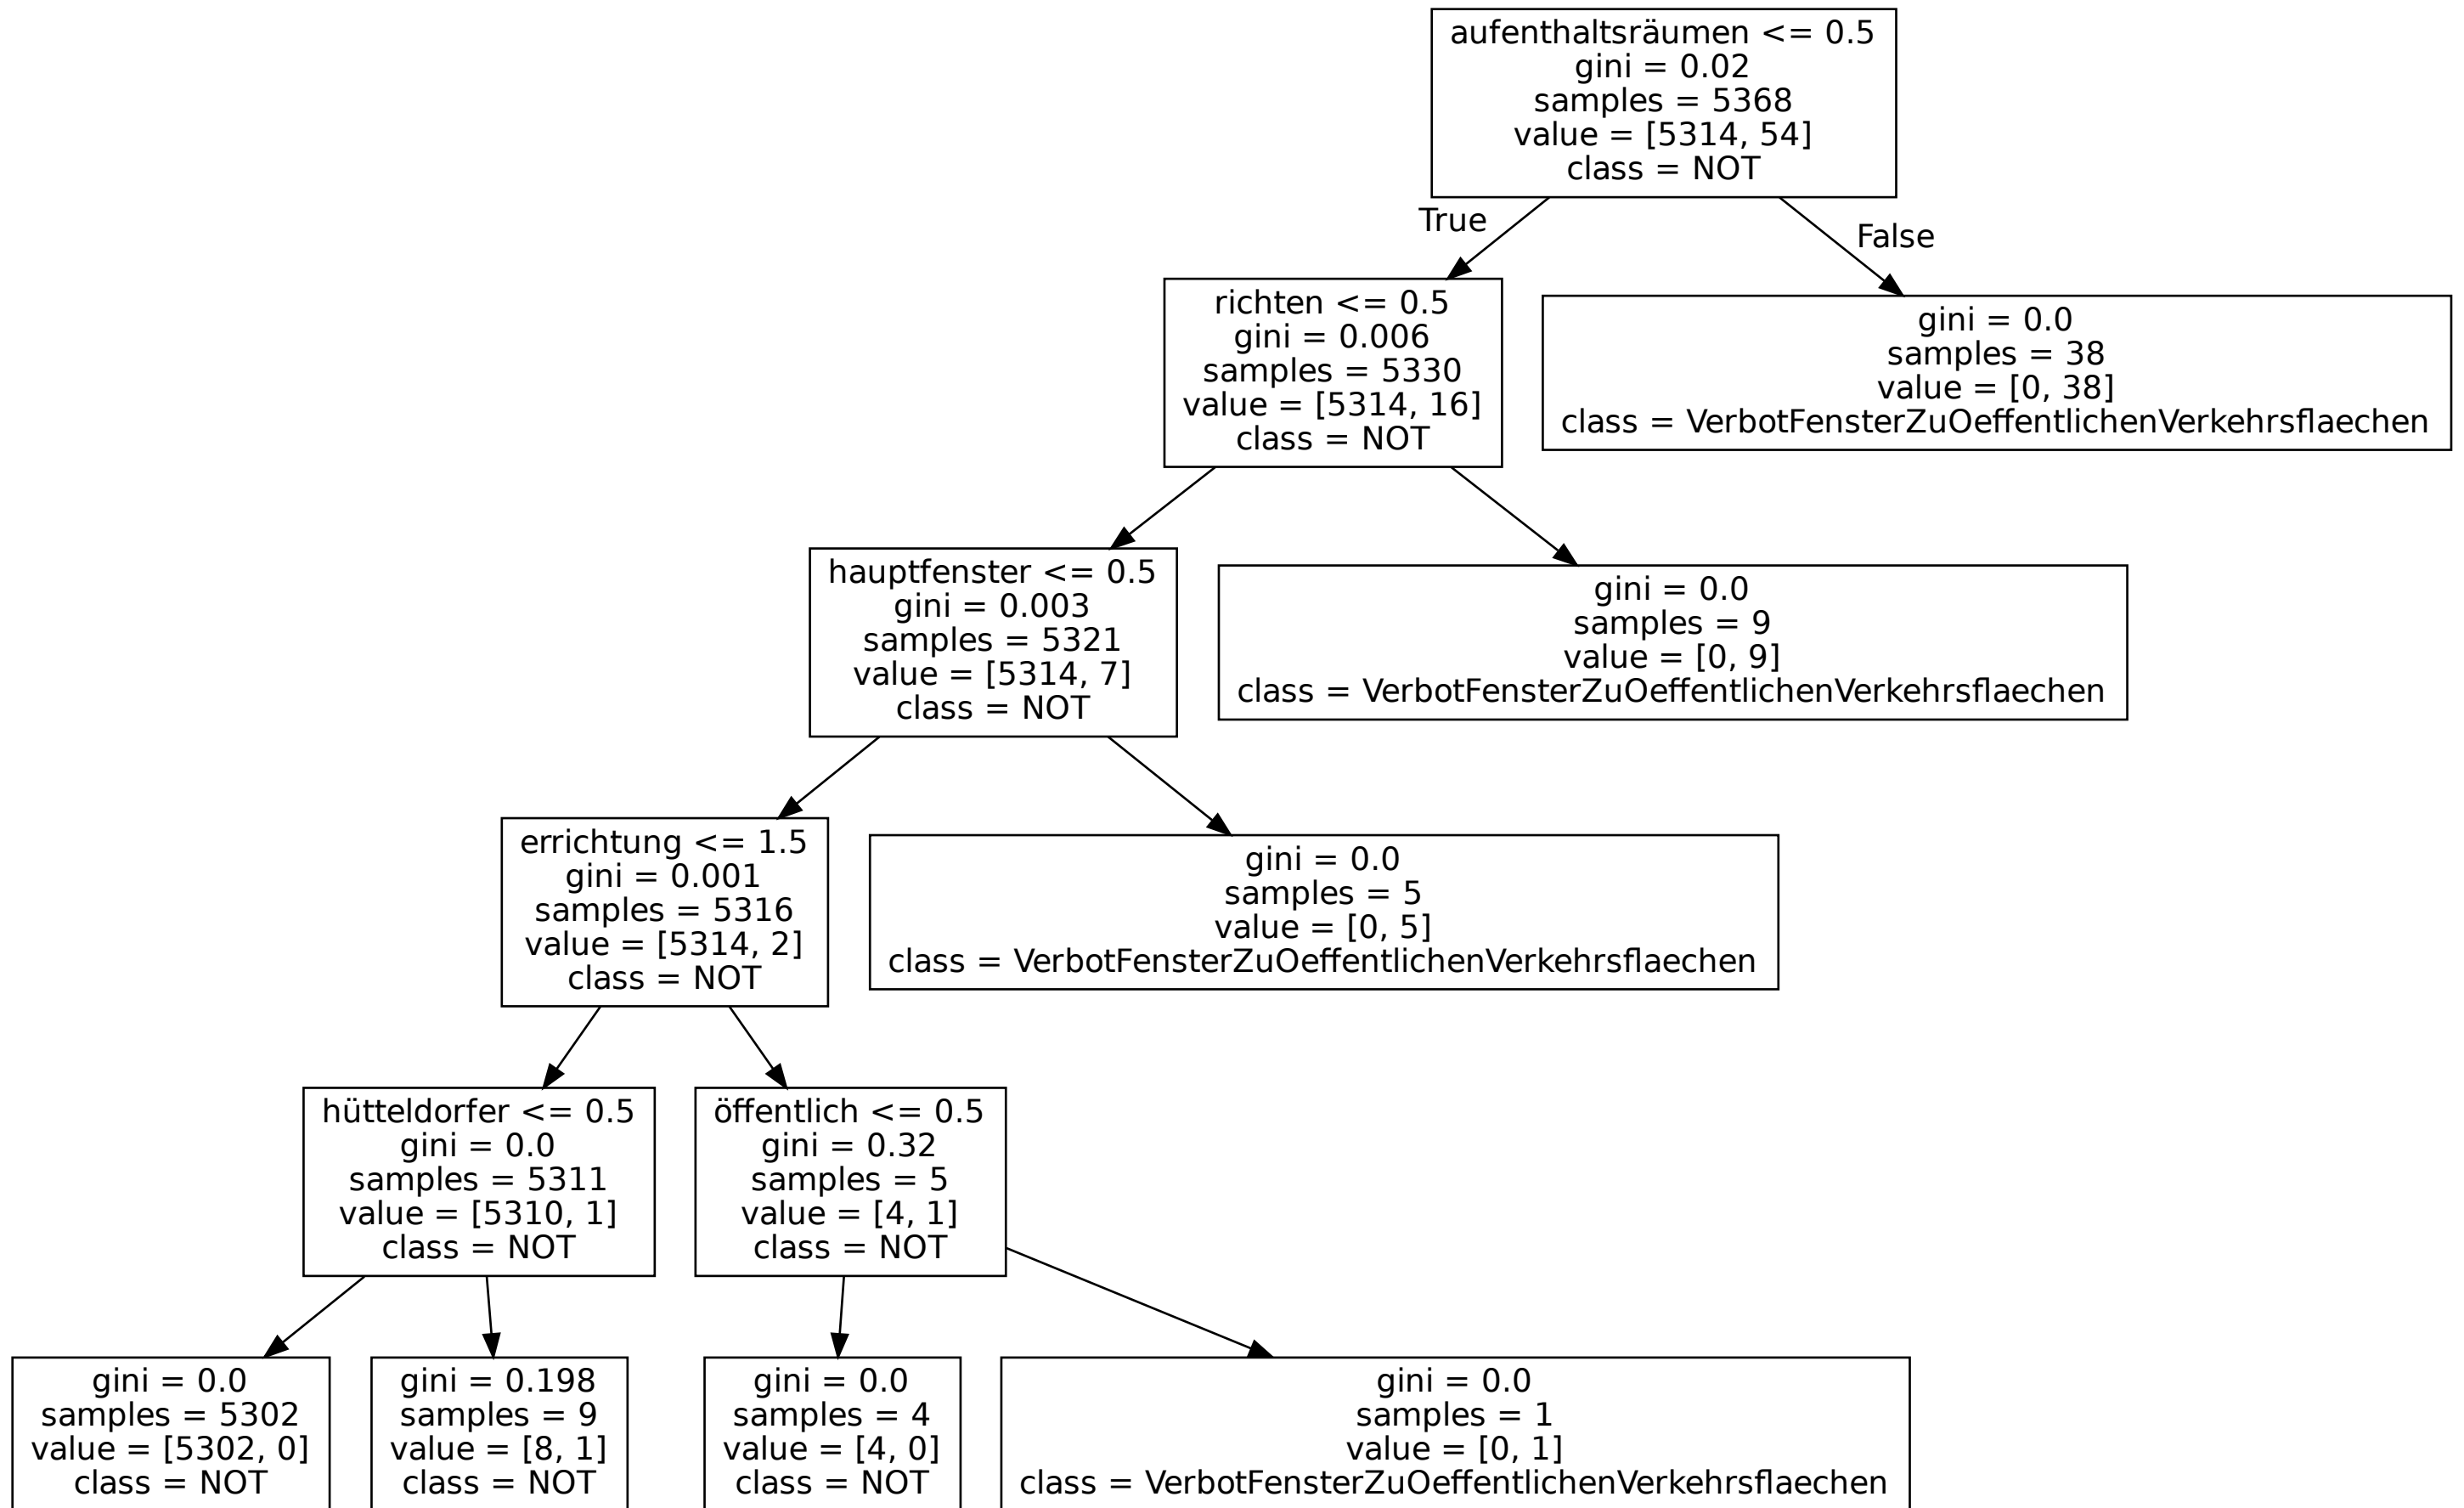 aufenthaltsräumen <= 0.5
gini = 0.02
samples = 5368
value = [5314, 54]
class = NOT
True
False
richten <= 0.5
gini = 0.006
samples = 5330
value = [5314, 16]
class = NOT
gini = 0.0
samples = 38
value = [0, 38]
class = VerbotFensterZuOeffentlichenVerkehrsflaechen
hauptfenster <= 0.5
gini = 0.003
samples = 5321
value = [5314, 7]
class = NOT
gini = 0.0
samples = 9
value = [0, 9]
class = VerbotFensterZuOeffentlichenVerkehrsflaechen
errichtung <= 1.5
gini = 0.001
samples = 5316
value = [5314, 2]
class = NOT
gini = 0.0
samples = 5
value = [0, 5]
class = VerbotFensterZuOeffentlichenVerkehrsflaechen
hütteldorfer <= 0.5
gini = 0.0
samples = 5311
value = [5310, 1]
class = NOT
öffentlich <= 0.5
gini = 0.32
samples = 5
value = [4, 1]
class = NOT
gini = 0.0
samples = 5302
value = [5302, 0]
class = NOT
gini = 0.198
samples = 9
value = [8, 1]
class = NOT
gini = 0.0
samples = 4
value = [4, 0]
class = NOT
gini = 0.0
samples = 1
value = [0, 1]
class = VerbotFensterZuOeffentlichenVerkehrsflaechen